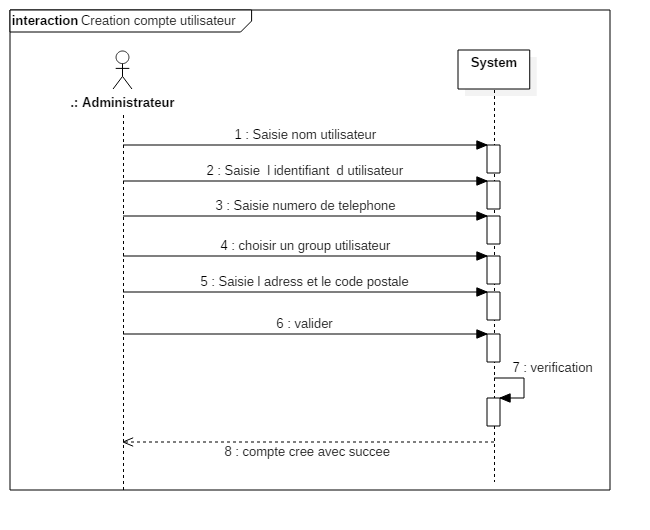 interaction Creation compte utilisateur
System
.: Administrateur
1 : Saisie nom utilisateur
2 : Saisie l identifiant d utilisateur
3 : Saisie numero de telephone
4 : choisir un group utilisateur
5 : Saisie l adress et le code postale
6 : valider
7 : verification
8 : compte cree avec succee